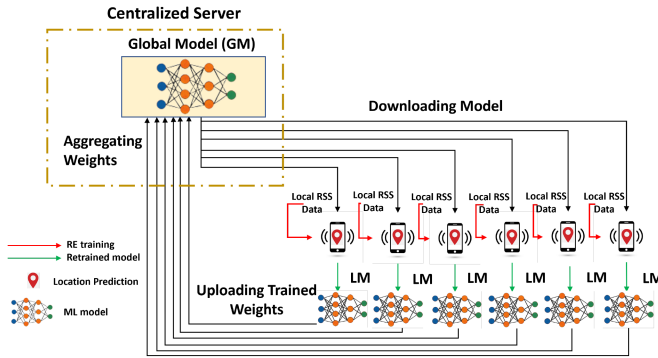 Centralized Server
Global Model (GM)
Downloading Model
Aggregating
Weights
Local RSS
Data
Local RSS
Data
Local RSS
Data
Local RSS
Data
Local RSS
Data
Local RSS
Data
RE training
Retrained model
Location Prediction
ML model
LM
LM
LM
LM
LM
LM
Uploading Trained
Weights